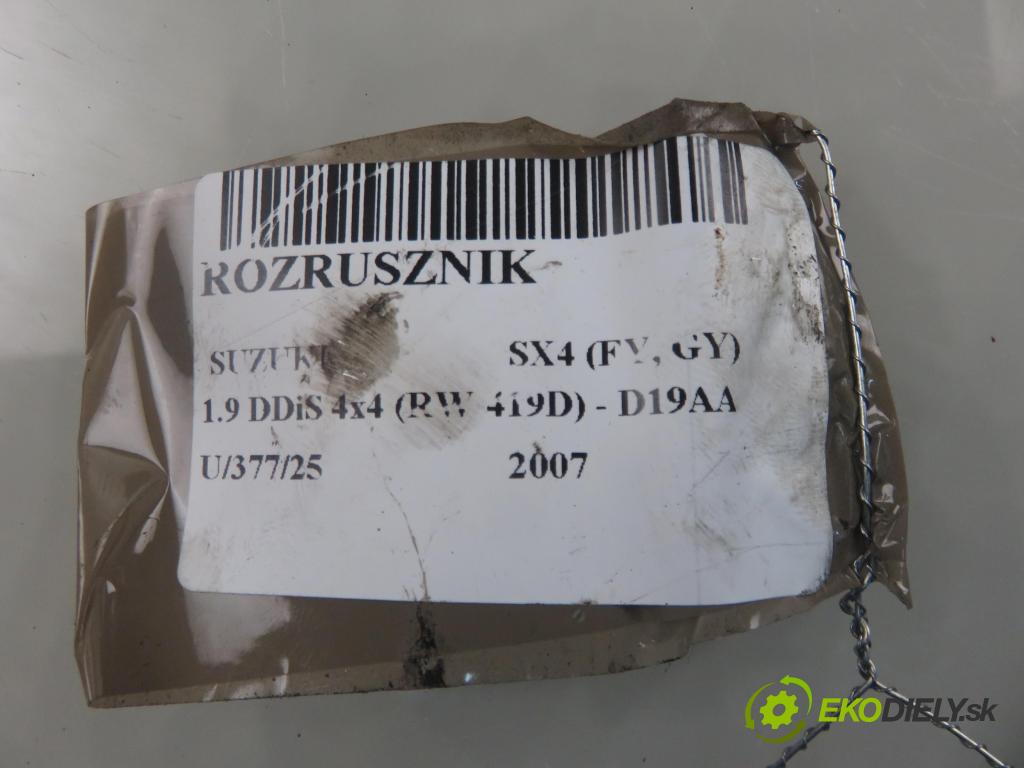 ROZRUSZNIK
SUZUKI SX4 (FY, GY)
1.9 DDiS 4x4 (RW 419D) - D19AA
U/377/25 2007
EKODIELY.sk